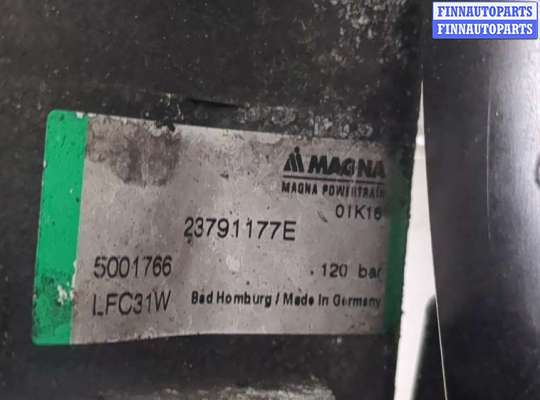 FINNAUTOPARTS
FINNAUTOPARTS
MAGNA
MAGNA POWERTRAIN
01K16
23791177E
5001766
120 bar
LFC31W
Bad Homburg / Made In Germany